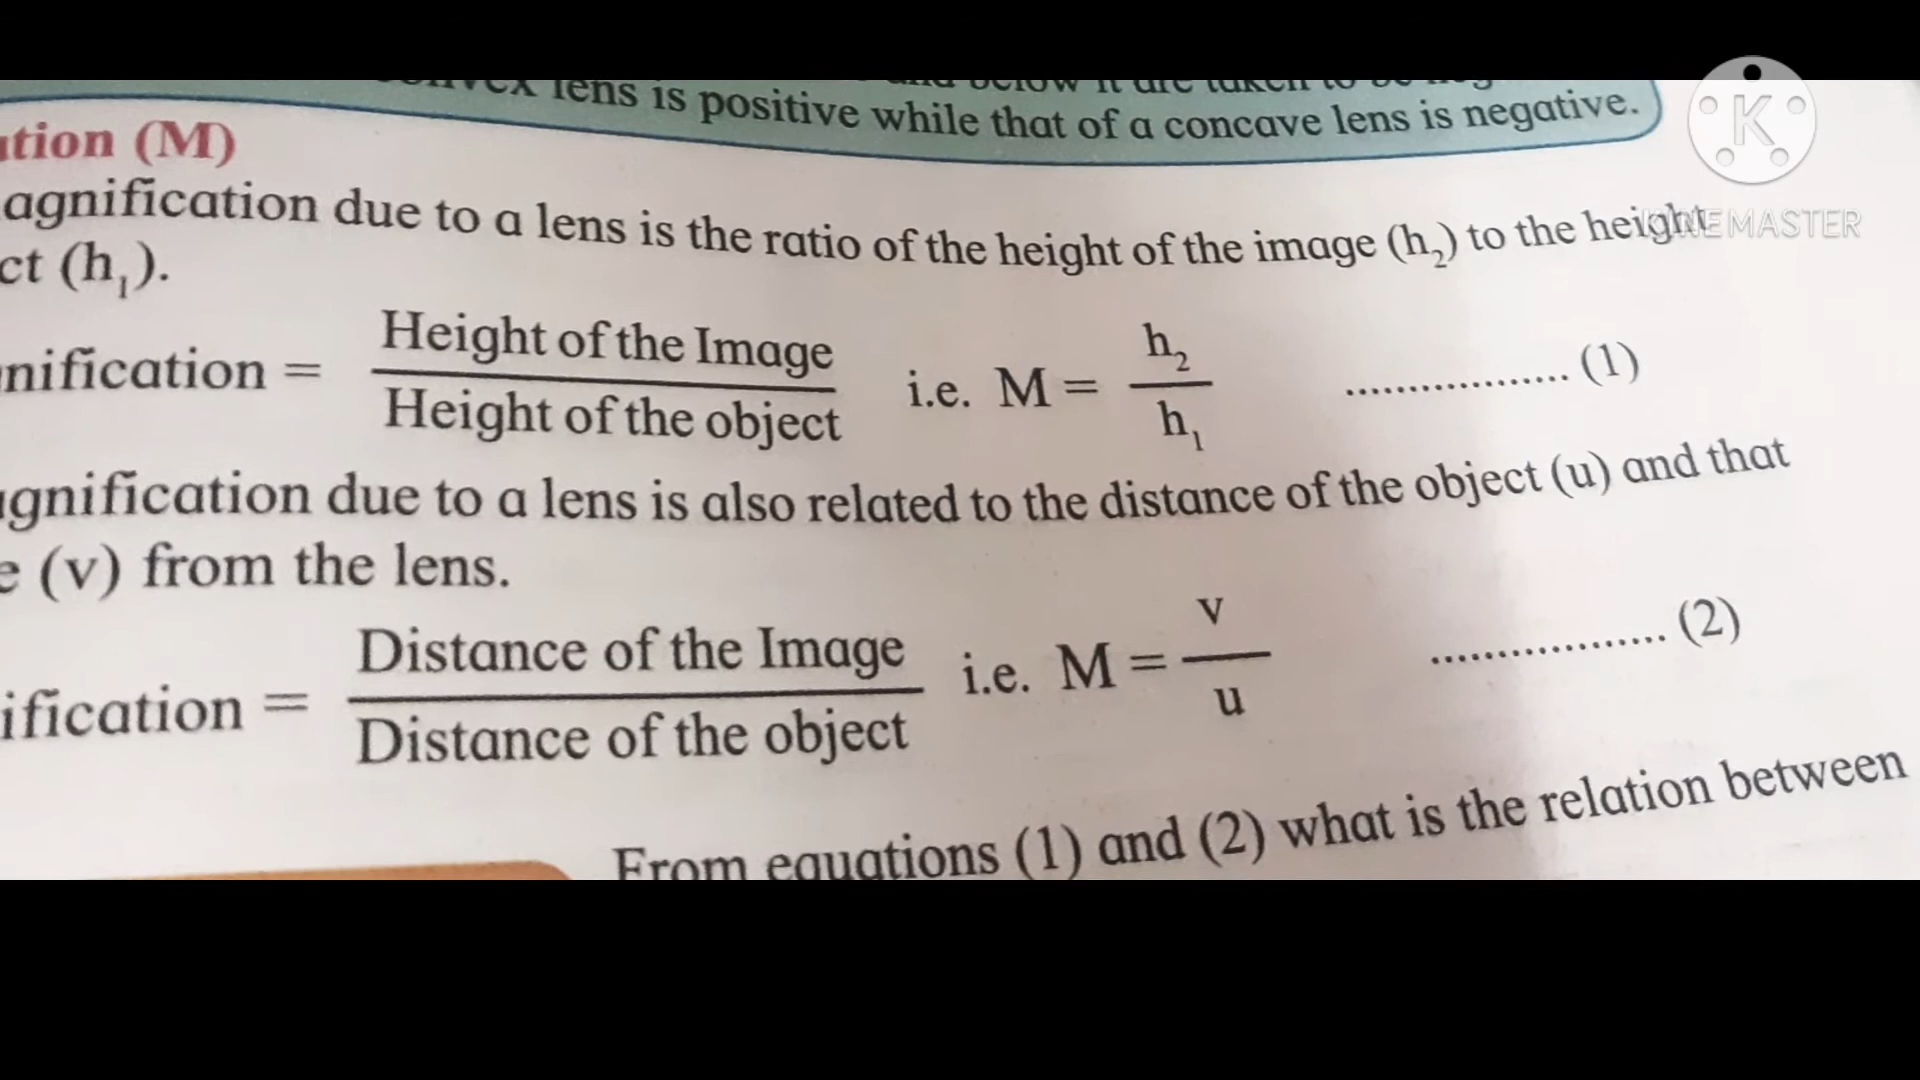 lens is positive while that of a concave lens is negative.
tion (M)
agnification due to a lens is the ratio of the height of the image (h₂) to the height
ct (h₁).
nification = Height of the Image / Height of the object i.e. M = h₂ / h₁ .................. (1)
gnification due to a lens is also related to the distance of the object (u) and that
e (v) from the lens.
ification = Distance of the Image / Distance of the object i.e. M = v / u .................. (2)
From equations (1) and (2) what is the relation between
K
KINEMASTER